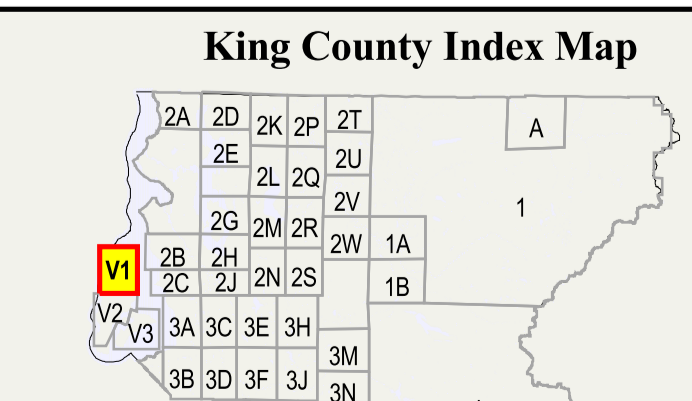 King County Index Map
2A 2D 2K 2P 2T A
2E 2L 2Q 2U
2V 1
2G 2M 2R
2W 1A
2B 2H
V1 2C 2J 2N 2S 1B
V2 V3 3A 3C 3E 3H
3M
3B 3D 3F 3J 3N